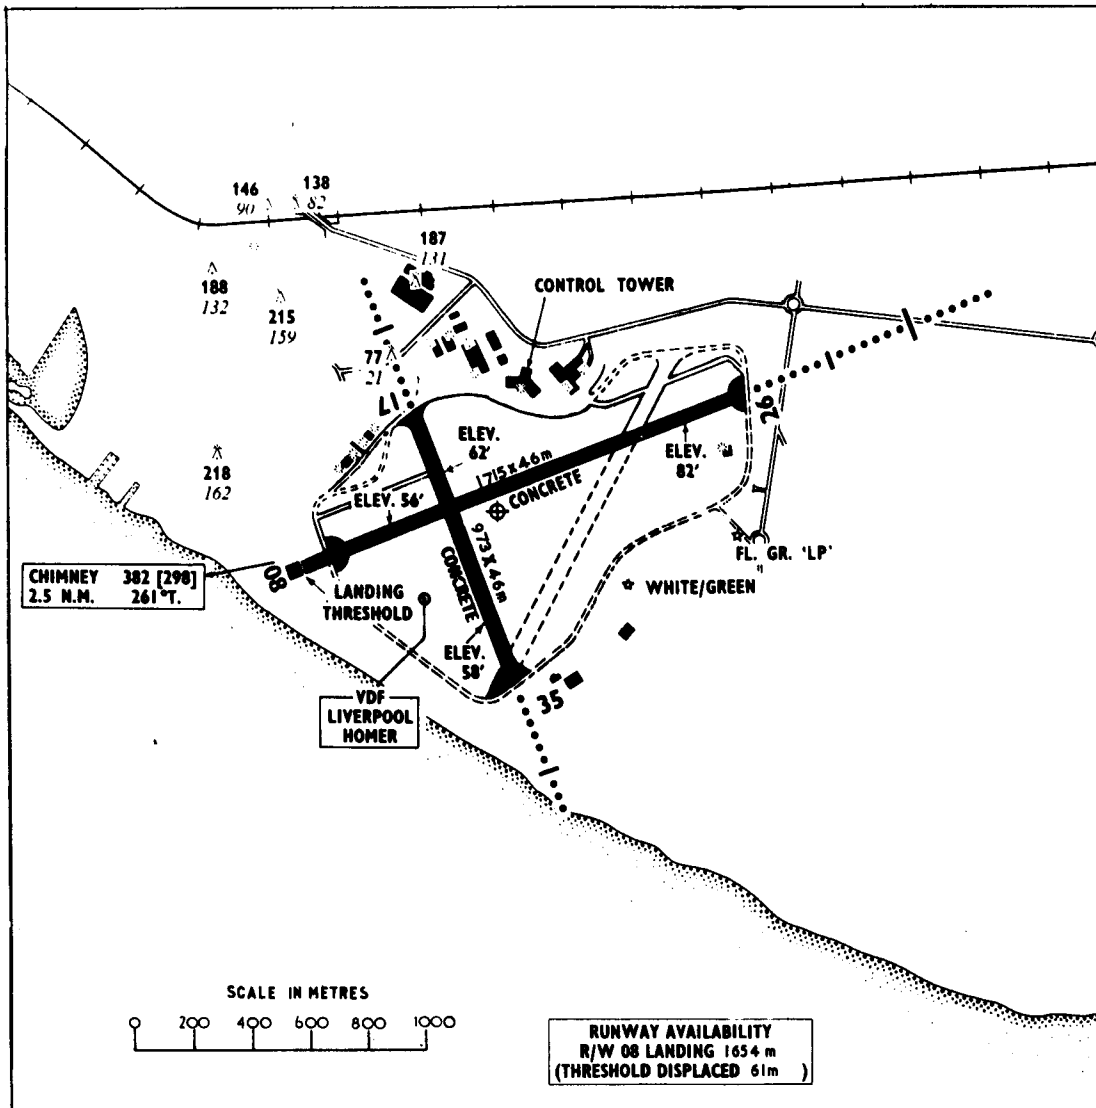 146
90
138
82
187
131
188
132
215
159
CONTROL TOWER
77
21
17
26
ELEV.
62'
1715 X 46m
CONCRETE
ELEV.
82'
218
162
ELEV. 56'
973 X 46m
CONCRETE
FL. GR. 'LP'
WHITE/GREEN
CHIMNEY 382 [298]
2.5 N.M. 261°T.
08
LANDING
THRESHOLD
ELEV.
58'
35
VDF
LIVERPOOL
HOMER
SCALE IN METRES
0 200 400 600 800 1000
RUNWAY AVAILABILITY
R/W 08 LANDING 1654 m
(THRESHOLD DISPLACED 61m )